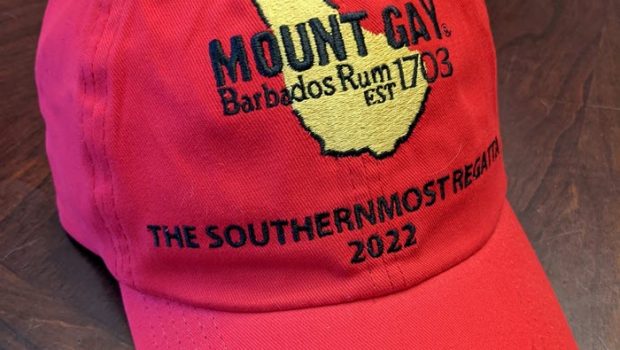 MOUNT GAY®
Barbados Rum
EST 1703
THE SOUTHERNMOST REGATTA
2022